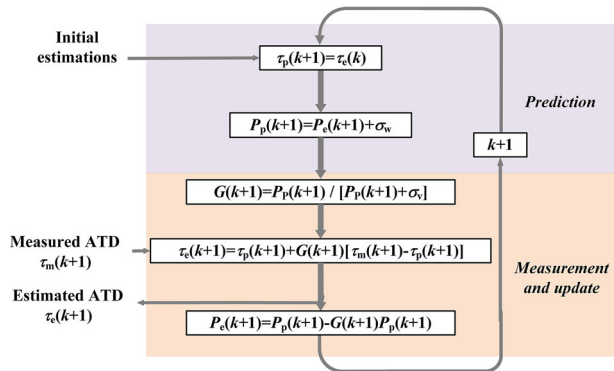 Initial
estimations
τp(k+1)=τe(k)
Pp(k+1)=Pe(k+1)+σw
Prediction
k+1
G(k+1)=PP(k+1) / [PP(k+1)+σv]
Measured ATD
τm(k+1)
τe(k+1)=τp(k+1)+G(k+1)[τm(k+1)-τp(k+1)]
Measurement
and update
Estimated ATD
τe(k+1)
Pe(k+1)=Pp(k+1)-G(k+1)Pp(k+1)